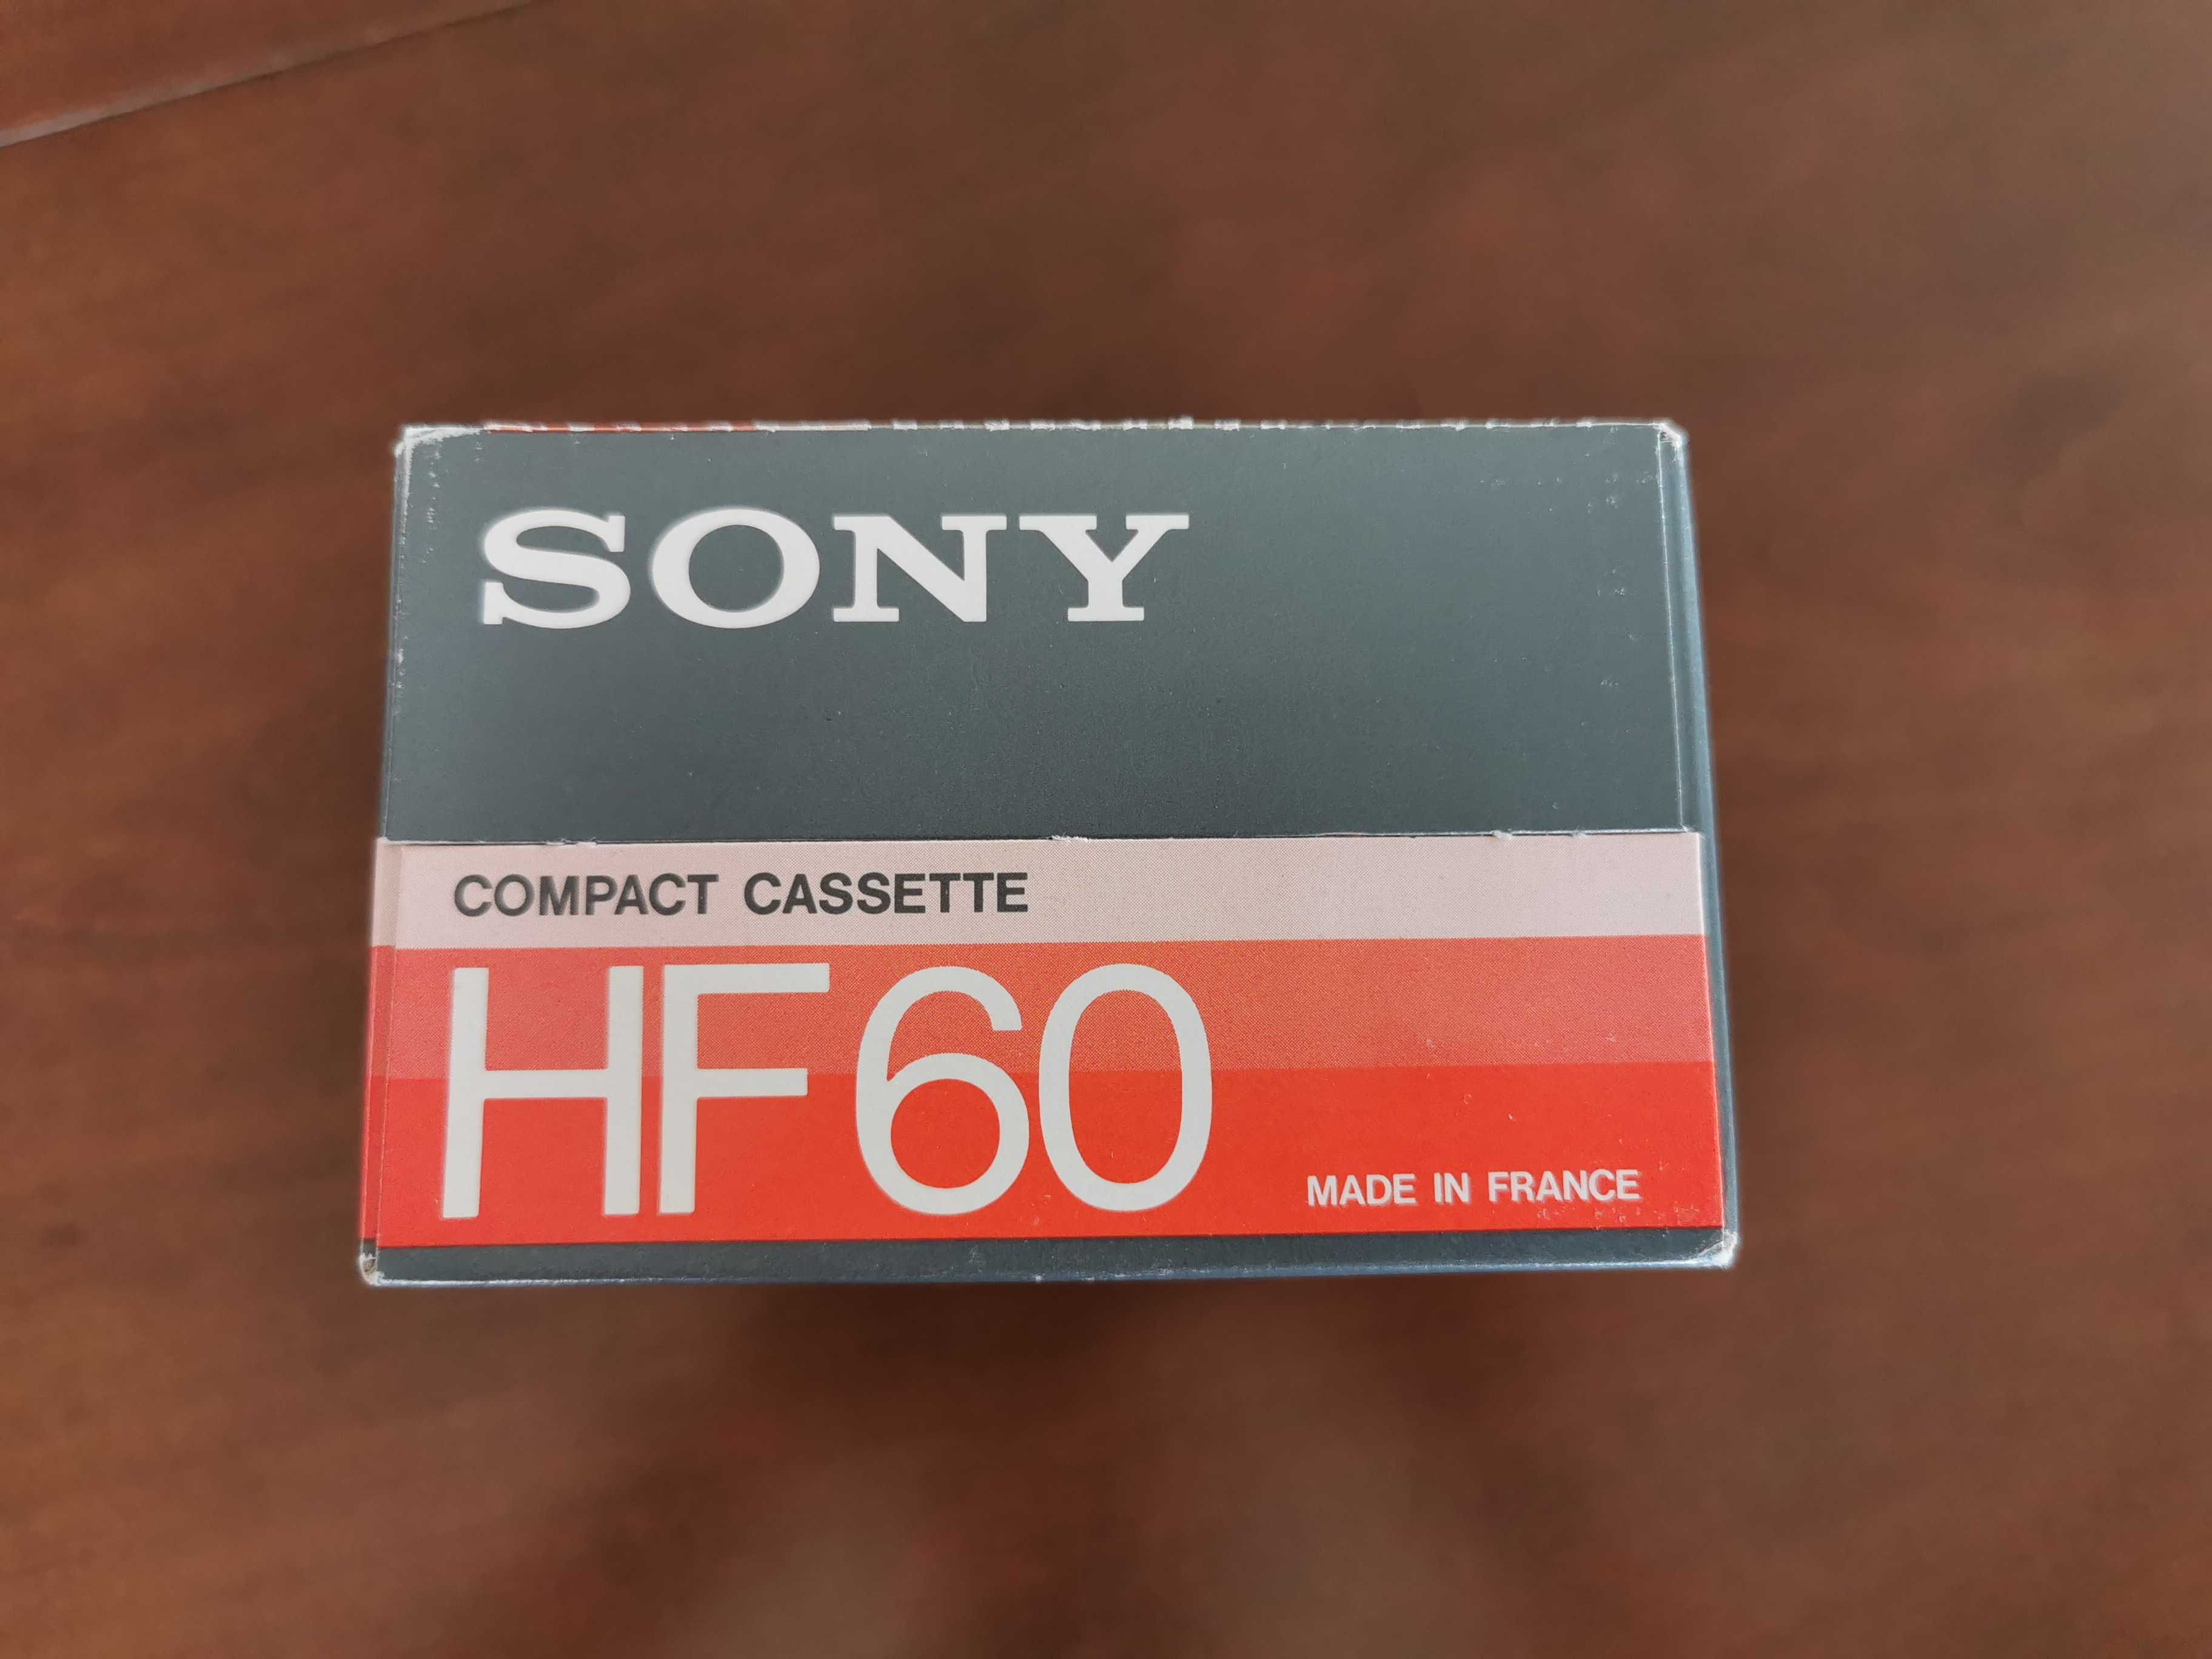 SONY
COMPACT CASSETTE
HF60
MADE IN FRANCE